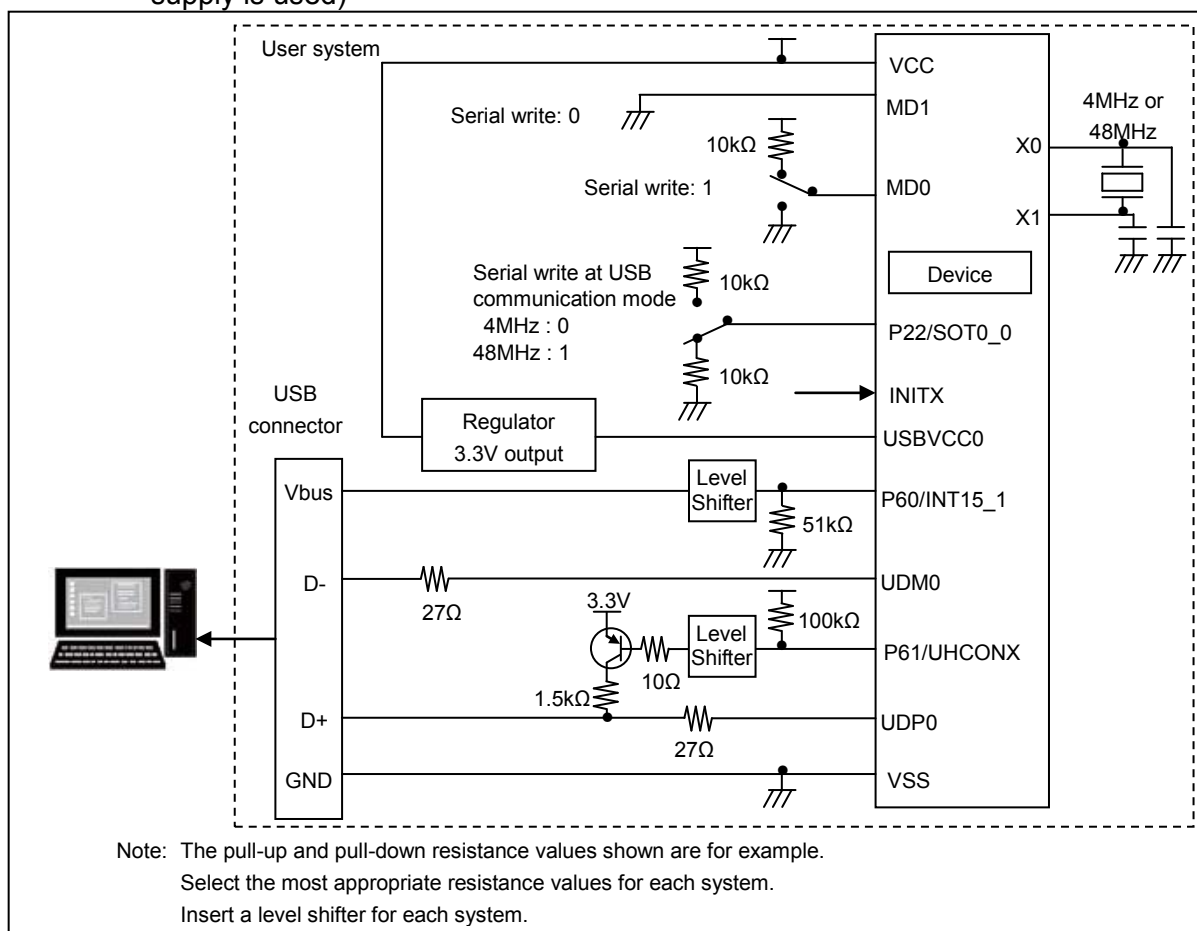 supply is used)
User system
VCC
MD1
Serial write: 0
4MHz or
48MHz
10kΩ
X0
Serial write: 1
MD0
X1
Serial write at USB
communication mode
4MHz : 0
48MHz : 1
10kΩ
Device
P22/SOT0_0
10kΩ
INITX
USB
connector
Regulator
3.3V output
USBVCC0
Vbus
Level
Shifter
P60/INT15_1
51kΩ
D-
UDM0
27Ω
3.3V
100kΩ
Level
Shifter
P61/UHCONX
10Ω
1.5kΩ
D+
UDP0
27Ω
GND
VSS
Note: The pull-up and pull-down resistance values shown are for example.
Select the most appropriate resistance values for each system.
Insert a level shifter for each system.